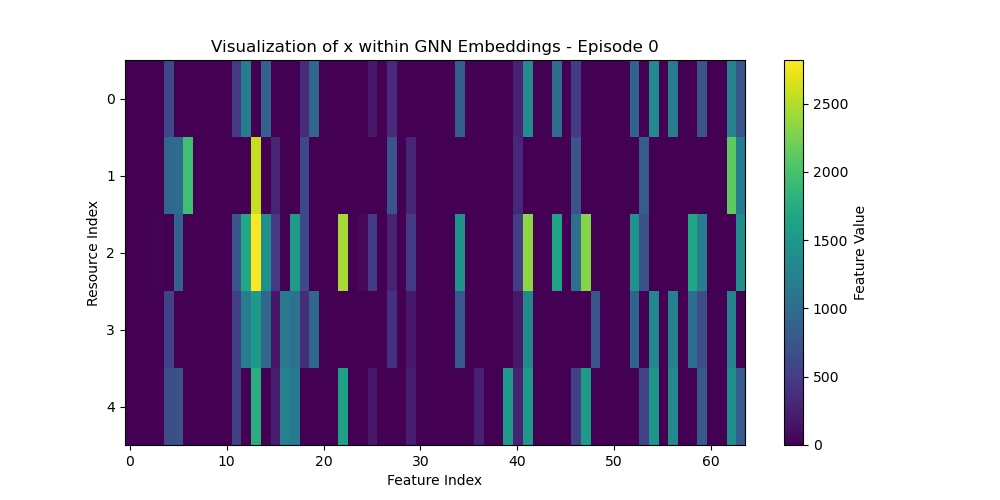 Visualization of x within GNN Embeddings - Episode 0
Resource Index
0
1
2
3
4
0 10 20 30 40 50 60
Feature Index
2500
2000
1500
1000
500
0
Feature Value